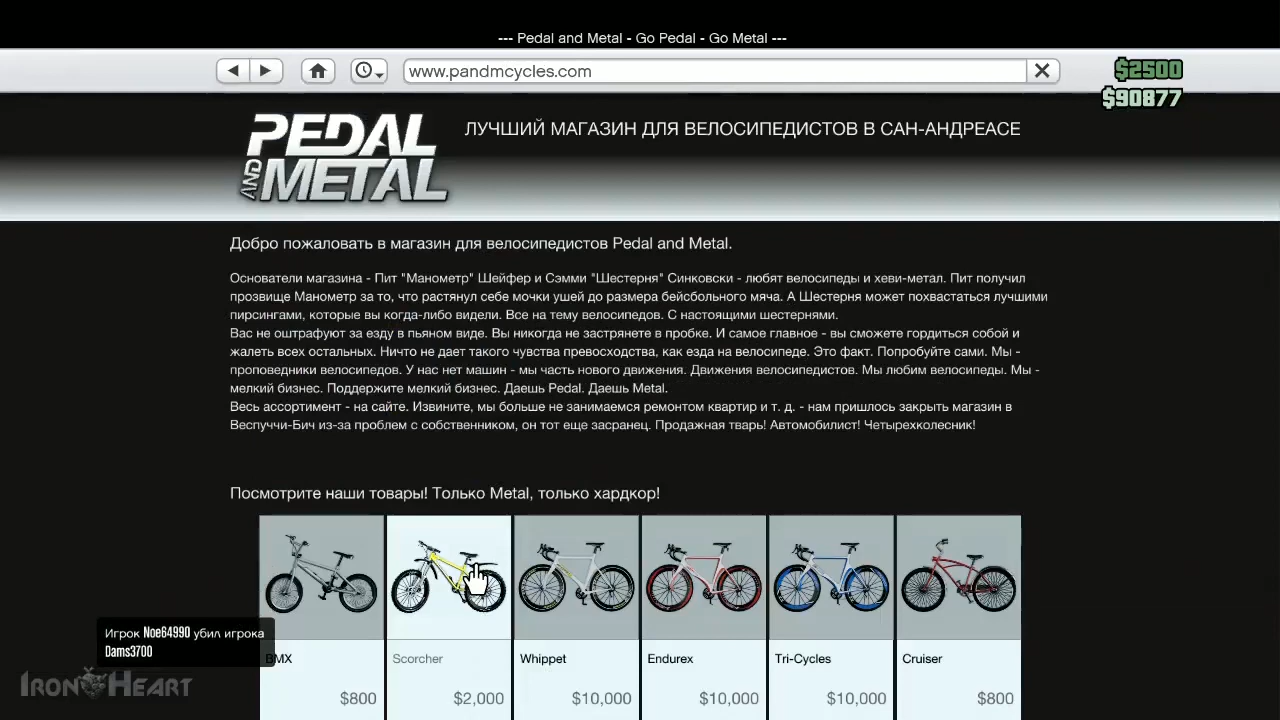 --- Pedal and Metal - Go Pedal - Go Metal ---
www.pandmcycles.com
$2500
$90877
PEDAL
AND METAL
ЛУЧШИЙ МАГАЗИН ДЛЯ ВЕЛОСИПЕДИСТОВ В САН-АНДРЕАСЕ
Добро пожаловать в магазин для велосипедистов Pedal and Metal.
Основатели магазина - Пит "Манометр" Шейфер и Сэмми "Шестерня" Синковски - любят велосипеды и хеви-метал. Пит получил
прозвище Манометр за то, что растянул себе мочки ушей до размера бейсбольного мяча. А Шестерня может похвастаться лучшими
пирсингами, которые вы когда-либо видели. Все на тему велосипедов. С настоящими шестернями.
Вас не оштрафуют за езду в пьяном виде. Вы никогда не застрянете в пробке. И самое главное - вы сможете гордиться собой и
жалеть всех остальных. Ничто не дает такого чувства превосходства, как езда на велосипеде. Это факт. Попробуйте сами. Мы -
проповедники велосипедов. У нас нет машин - мы часть нового движения. Движения велосипедистов. Мы любим велосипеды. Мы -
мелкий бизнес. Поддержите мелкий бизнес. Даешь Pedal. Даешь Metal.
Весь ассортимент - на сайте. Извините, мы больше не занимаемся ремонтом квартир и т. д. - нам пришлось закрыть магазин в
Веспуччи-Бич из-за проблем с собственником, он тот еще засранец. Продажная тварь! Автомобилист! Четырехколесник!
Посмотрите наши товары! Только Metal, только хардкор!
BMX
Scorcher
Whippet
Endurex
Tri-Cycles
Cruiser
$800
$2,000
$10,000
$10,000
$10,000
$800
Игрок Noe64990 убил игрока
Dams3700
IRON HEART